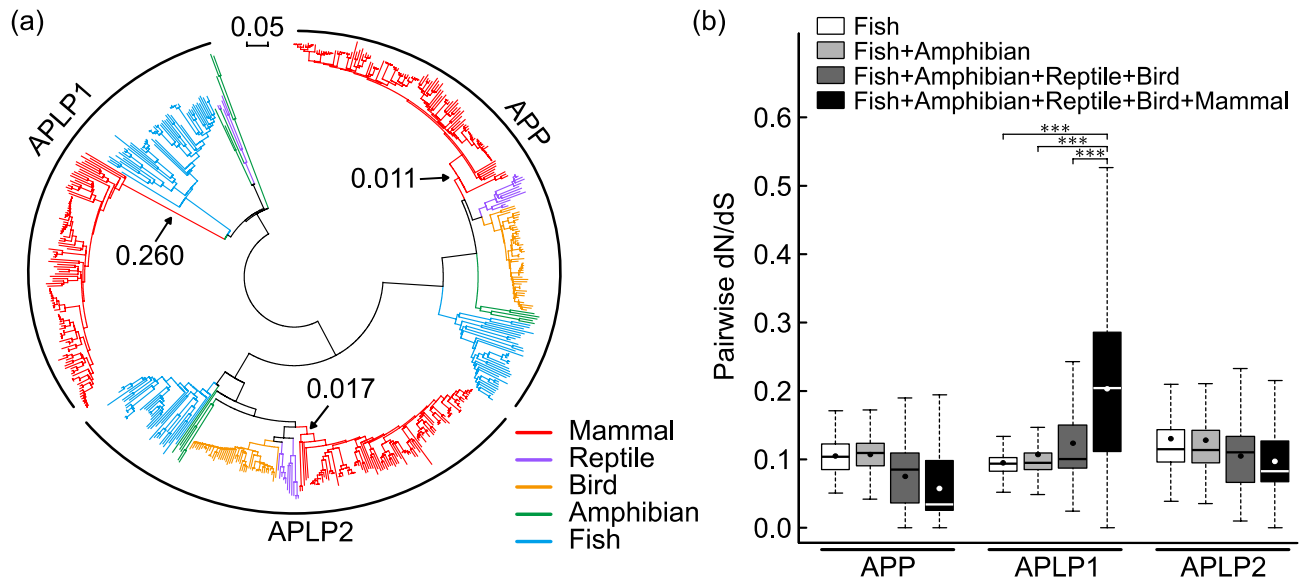 (a)
0.05
APLP1
APP
0.011
0.260
0.017
APLP2
Mammal
Reptile
Bird
Amphibian
Fish
(b)
Fish
Fish+Amphibian
Fish+Amphibian+Reptile+Bird
Fish+Amphibian+Reptile+Bird+Mammal
***
***
***
Pairwise dN/dS
0.6
0.5
0.4
0.3
0.2
0.1
0.0
APP APLP1 APLP2